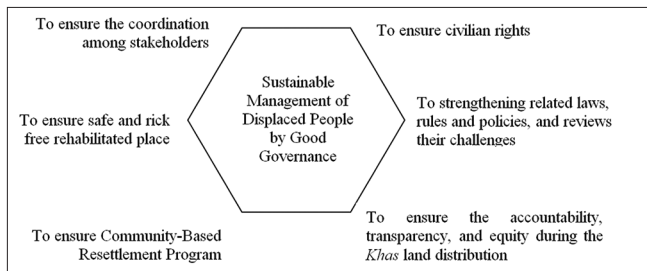 To ensure the coordination
among stakeholders
To ensure civilian rights
Sustainable
Management of
Displaced People
by Good
Governance
To ensure safe and rick
free rehabilitated place
To strengthening related laws,
rules and policies, and reviews
their challenges
To ensure Community-Based
Resettlement Program
To ensure the accountability,
transparency, and equity during the
Khas land distribution